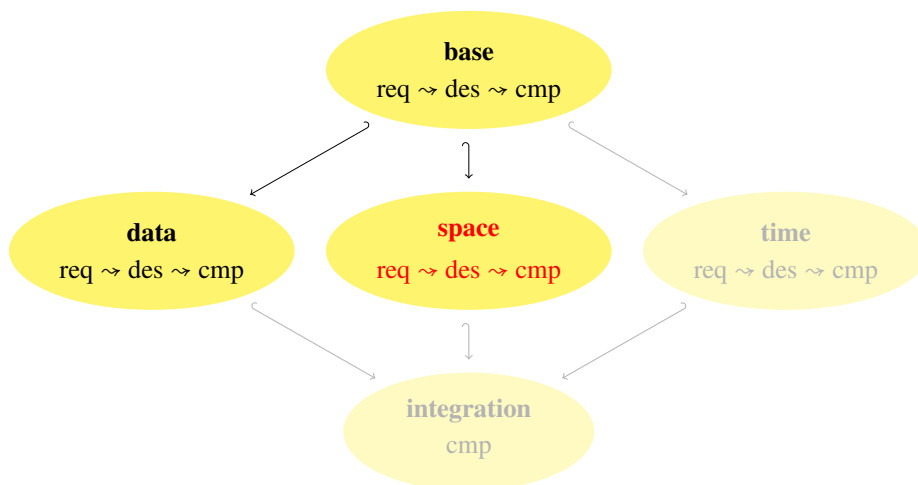 base
req ⇝ des ⇝ cmp
data
req ⇝ des ⇝ cmp
space
req ⇝ des ⇝ cmp
time
req ⇝ des ⇝ cmp
integration
cmp